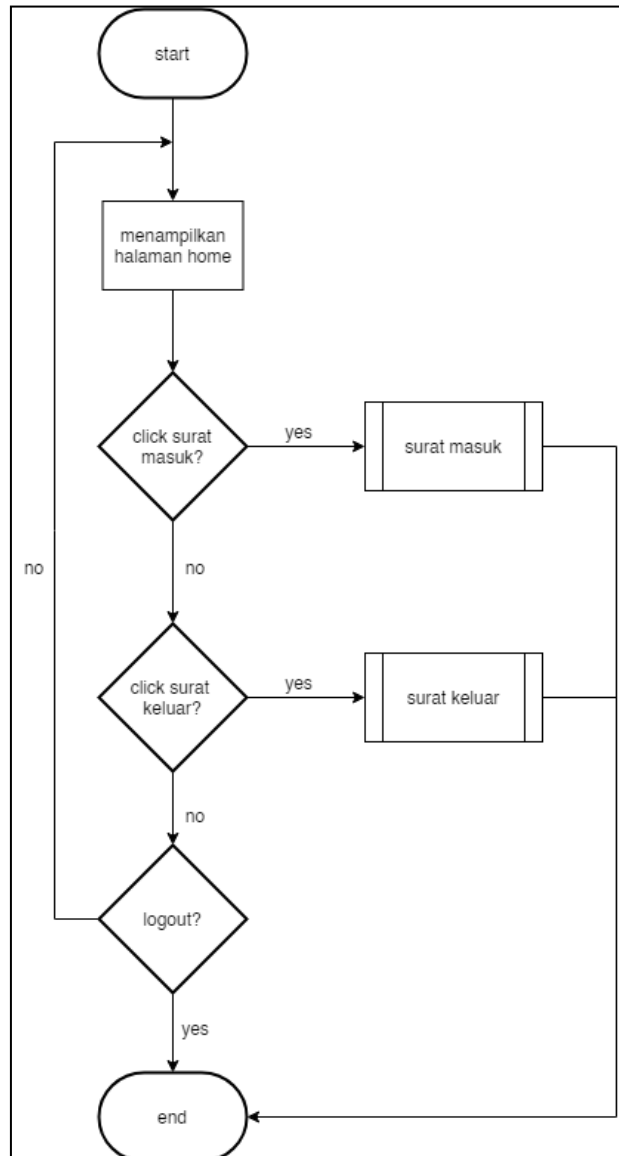 start
menampilkan
halaman home
click surat
masuk?
yes
surat masuk
no
no
click surat
keluar?
yes
surat keluar
no
logout?
yes
end